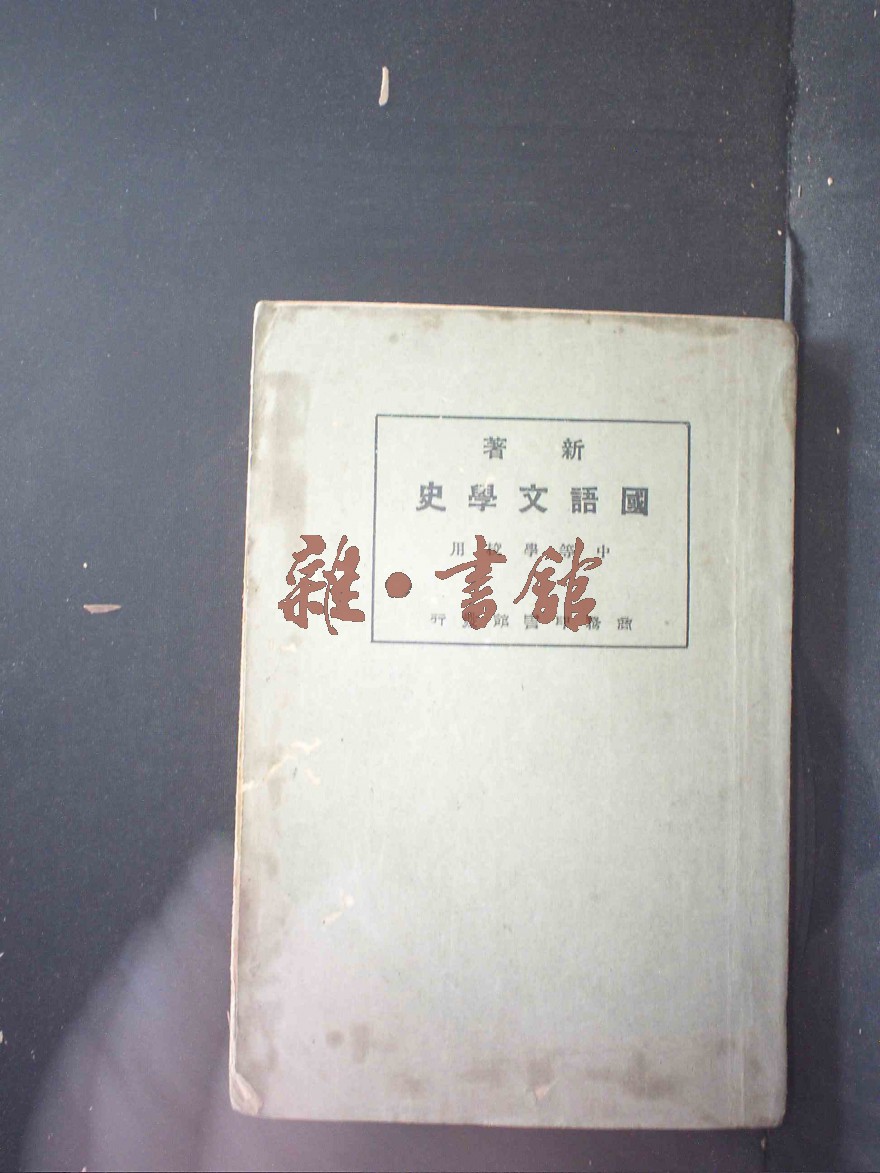 新著
國語文學史
中等學校用
雜•書館
商務印書館發行